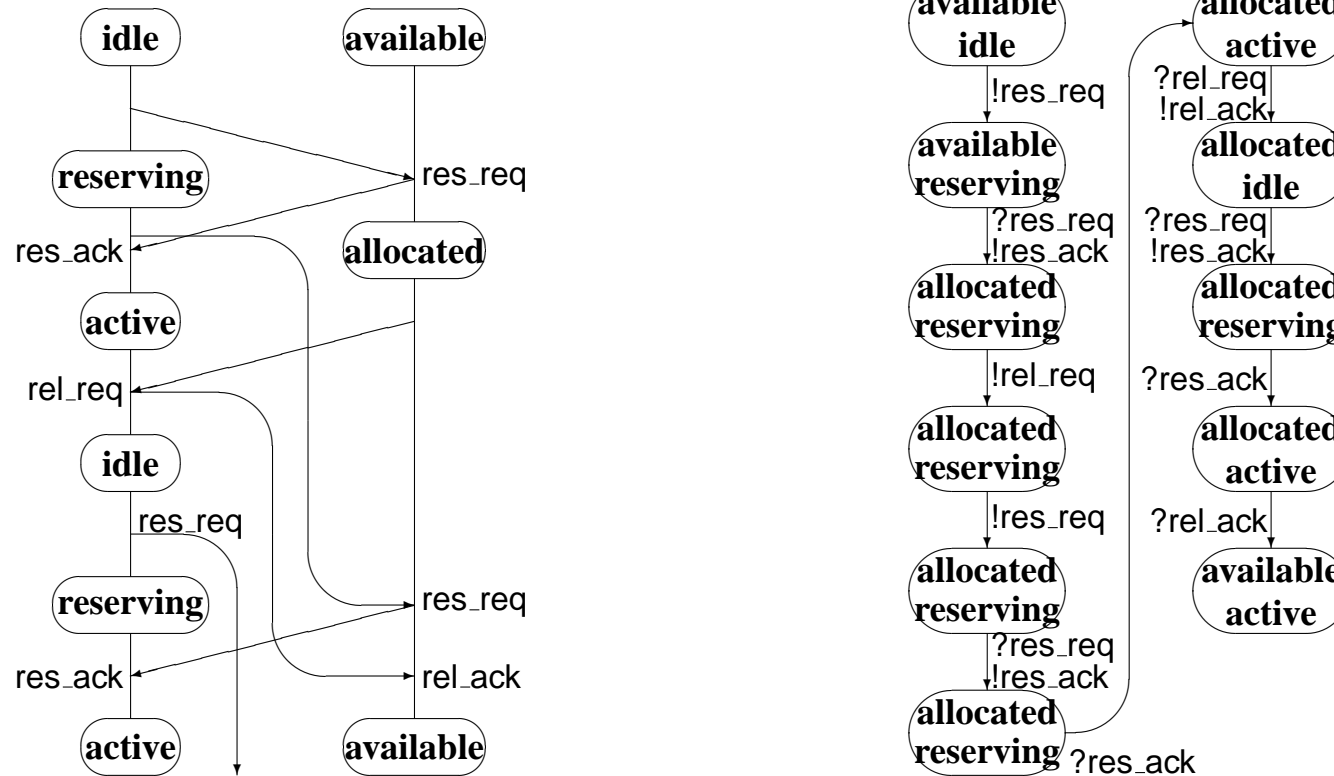 idle
available
reserving
res_req
res_ack
allocated
active
rel_req
idle
res_req
reserving
res_req
res_ack
rel_ack
active
available
available
idle
!res_req
available
reserving
?res_req
!res_ack
allocated
reserving
!rel_req
allocated
reserving
!res_req
allocated
reserving
?res_req
!res_ack
allocated
reserving
?res_ack
allocated
active
?rel_req
!rel_ack
allocated
idle
?res_req
!res_ack
allocated
reserving
?res_ack
allocated
active
?rel_ack
available
active